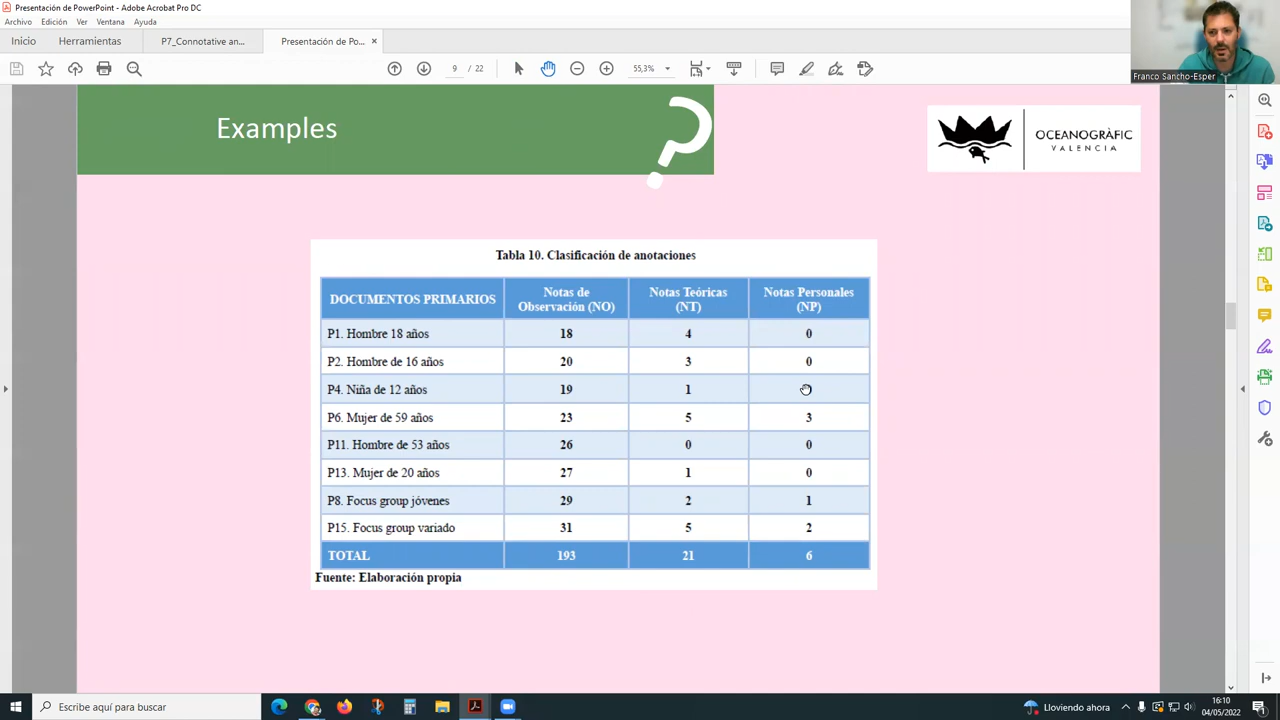 Presentación de PowerPoint - Adobe Acrobat Pro DC
Archivo Edición Ver Ventana Ayuda
Inicio Herramientas P7_Connotative an... Presentación de Po... ×
9 / 22 55,3%
Franco Sancho-Esper
Examples
?
OCEANOGRÀFIC
VALENCIA
Tabla 10. Clasificación de anotaciones
DOCUMENTOS PRIMARIOS Notas de Observación (NO) Notas Teóricas (NT) Notas Personales (NP)
P1. Hombre 18 años 18 4 0
P2. Hombre de 16 años 20 3 0
P4. Niña de 12 años 19 1
P6. Mujer de 59 años 23 5 3
P11. Hombre de 53 años 26 0 0
P13. Mujer de 20 años 27 1 0
P8. Focus group jóvenes 29 2 1
P15. Focus group variado 31 5 2
TOTAL 193 21 6
Fuente: Elaboración propia
Escribe aquí para buscar
Lloviendo ahora
16:10
04/05/2022